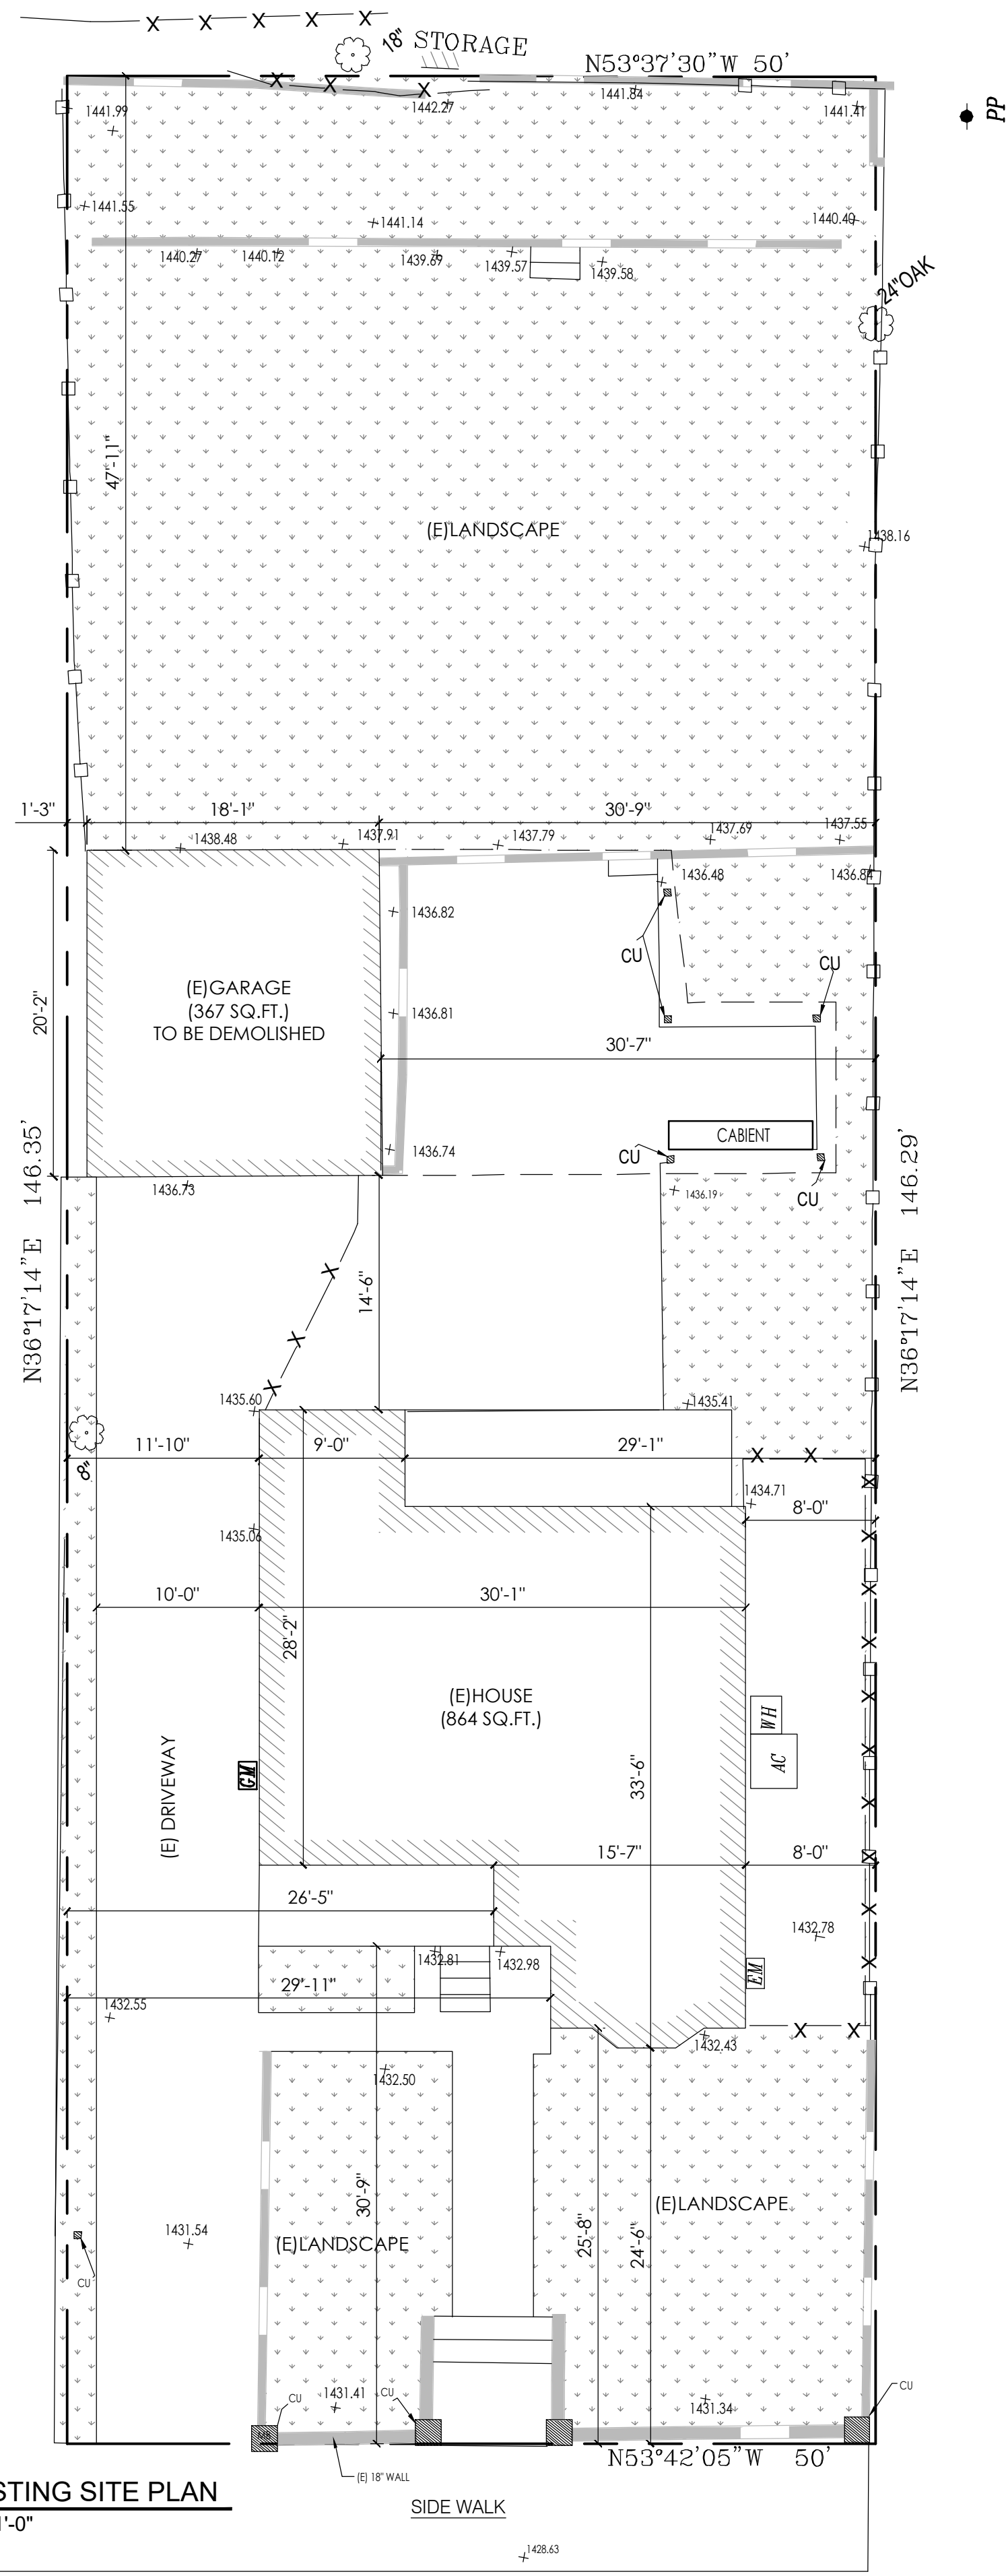 X X X X X
18"
STORAGE
N53°37'30"W 50'
PP
X X X
1441.99
1442.27
1441.84
1441.41
1441.55
1441.14
1440.40
1440.27
1440.12
1439.69
1439.57
1439.58
24"OAK
47'-11"
(E)LANDSCAPE
1438.16
1'-3"
18'-1"
30'-9"
1438.48
1437.91
1437.79
1437.69
1437.55
1436.48
1436.84
1436.82
CU
CU
(E)GARAGE
(367 SQ.FT.)
TO BE DEMOLISHED
20'-2"
1436.81
30'-7"
CABIENT
1436.74
CU
CU
1436.73
1436.19
N36°17'14"E 146.35'
N36°17'14"E 146.29'
X
X
X
14'-6"
1435.60
1435.41
8"
11'-10"
9'-0"
29'-1"
X X
X
1434.71
8'-0"
1435.06
X
X
10'-0"
30'-1"
28'-2"
X
X
(E)HOUSE
(864 SQ.FT.)
WH
AC
X
GM
(E) DRIVEWAY
33'-6"
X
15'-7"
8'-0"
X
26'-5"
X
1432.78
1432.81
1432.98
X
EM
29'-11"
1432.55
X X
1432.43
1432.50
30'-9"
25'-8"
24'-6"
(E)LANDSCAPE
1431.54
(E)LANDSCAPE
CU
CU
1431.41
CU
1431.34
CU
MB
N53°42'05"W 50'
(E) 18" WALL
STING SITE PLAN
1'-0"
SIDE WALK
1428.63